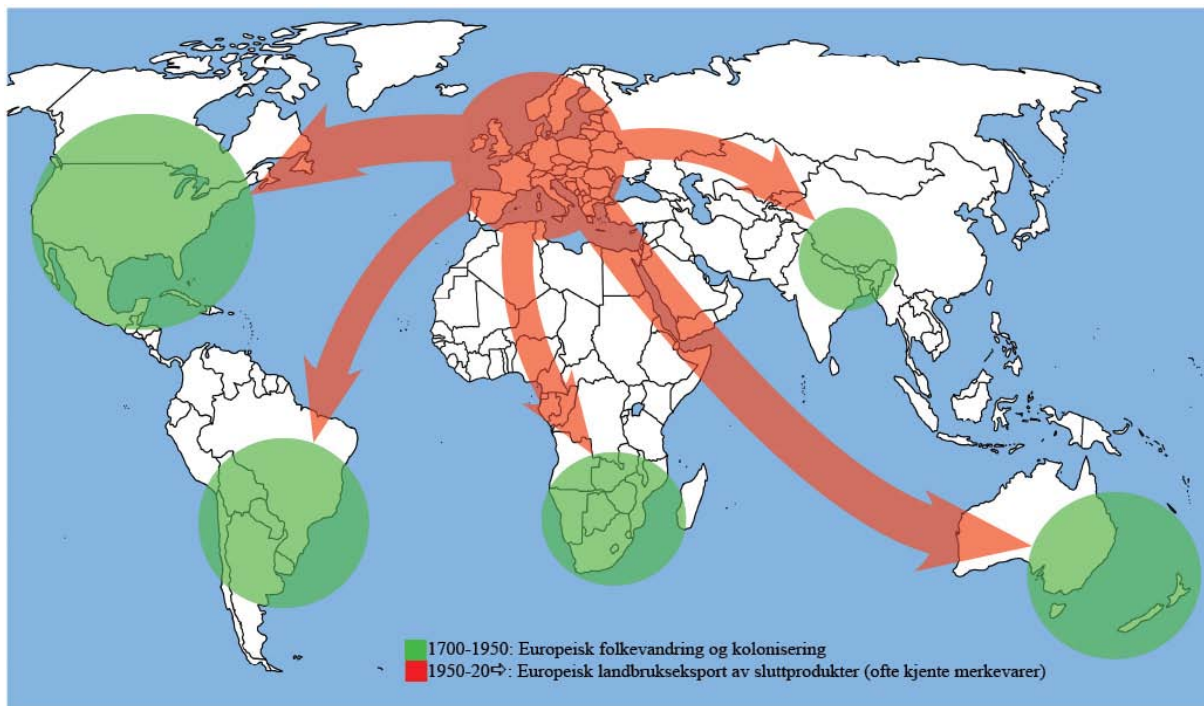 1700-1950: Europeisk folkevandring og kolonisering
1950-20⇨: Europeisk landbrukseksport av sluttprodukter (ofte kjente merkevarer)